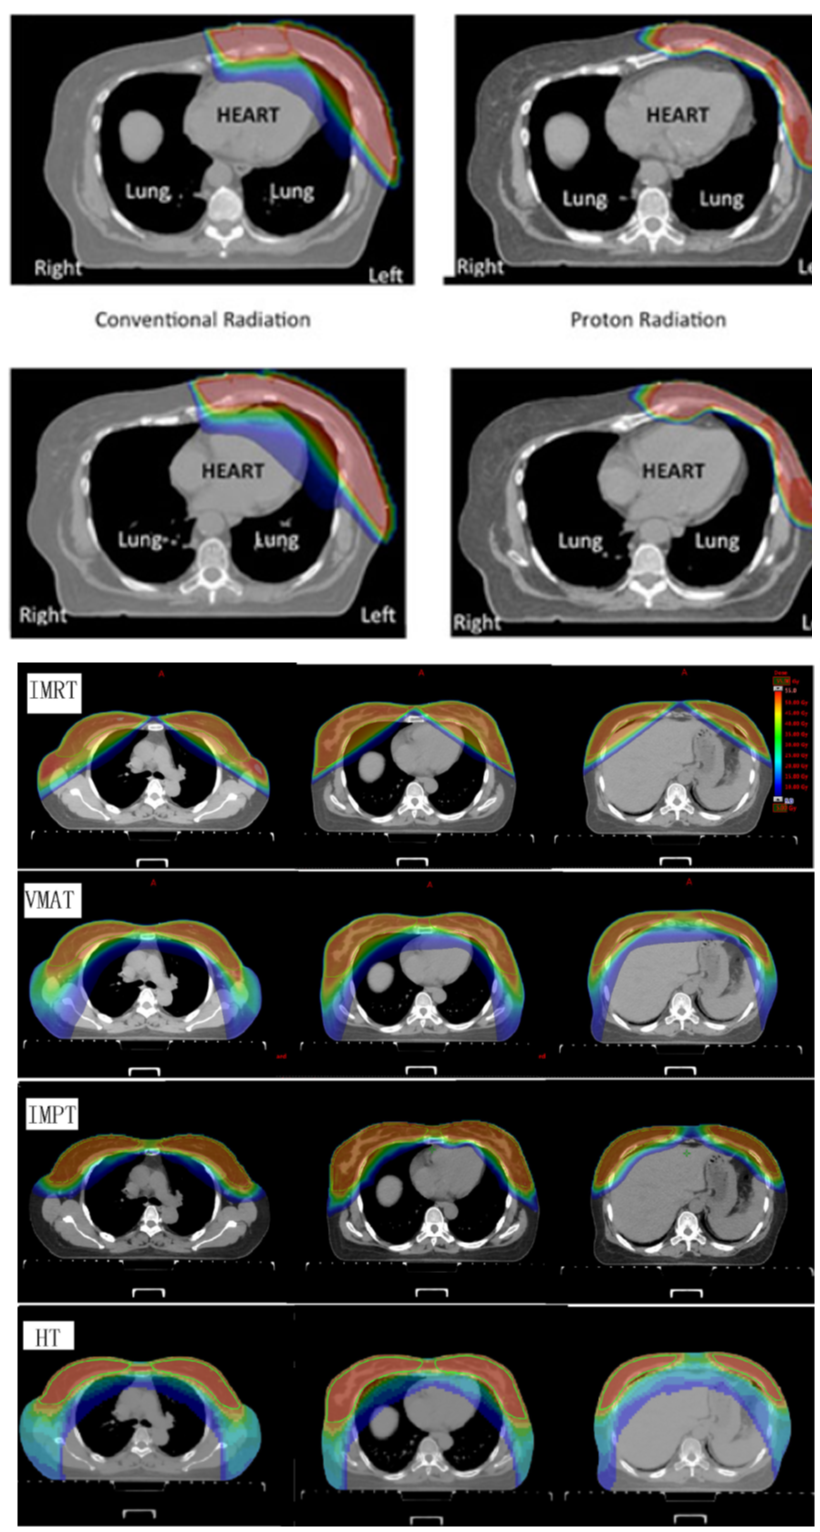 HEART
Lung
Lung
Right
Left
HEART
Lung
Lung
Right
Conventional Radiation
Proton Radiation
HEART
Lung
Lung
Right
Left
HEART
Lung
Lung
Right
IMRT
A
A
A
VMAT
A
A
A
IMPT
HT